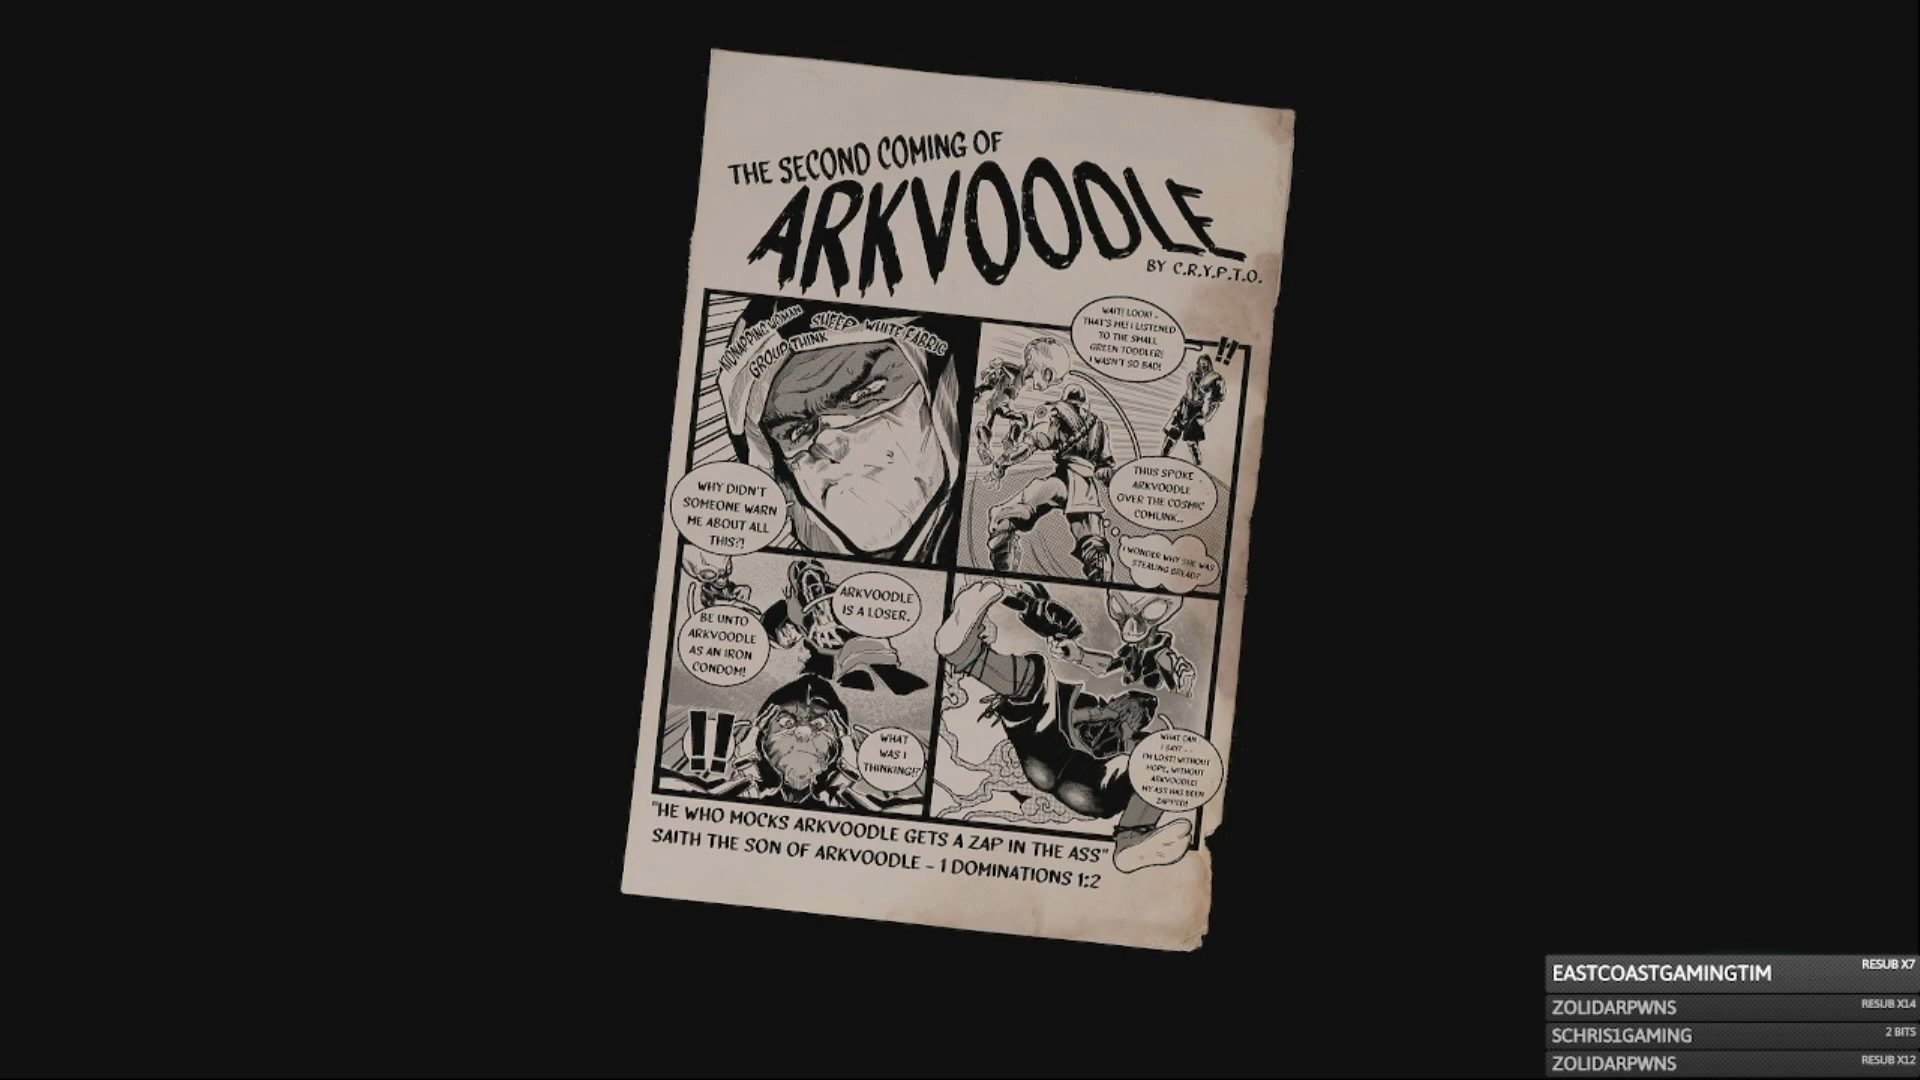 THE SECOND COMING OF
ARKVOODLE
BY C.R.Y.P.T.O.
KIDNAPPING WOMAN
SHEEP
WHITE FABRIC
GROUP THINK
WHY DIDN'T
SOMEONE WARN
ME ABOUT ALL
THIS?!
WAIT! LOOK! -
THAT'S ME! I LISTENED
TO THE SMALL
GREEN TODDLER!
I WASN'T SO BAD!
!!
THUS SPOKE
ARKVOODLE
OVER THE COSMIC
COMLINK...
I WONDER WHY SHE WAS
STEALING BREAD?
ARKVOODLE
IS A LOSER.
BE UNTO
ARKVOODLE
AS AN IRON
CONDOM!
!!
WHAT
WAS I
THINKING!?
WHAT CAN
I SAY? - -
I'M LOST! WITHOUT
HOPE, WITHOUT
ARKVOODLE!
MY ASS HAS BEEN
ZAPPED!
"HE WHO MOCKS ARKVOODLE GETS A ZAP IN THE ASS"
SAITH THE SON OF ARKVOODLE - 1 DOMINATIONS 1:2
EASTCOASTGAMINGTIM RESUB X7
ZOLIDARPWNS RESUB X14
SCHRIS1GAMING 2 BITS
ZOLIDARPWNS RESUB X12